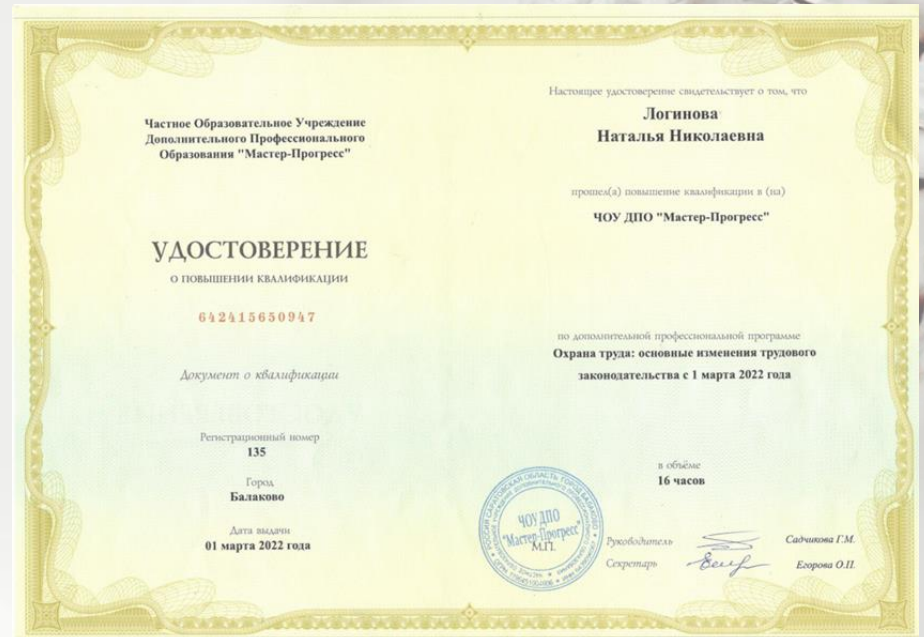 Частное Образовательное Учреждение
Дополнительного Профессионального
Образования "Мастер-Прогресс"
УДОСТОВЕРЕНИЕ
О ПОВЫШЕНИИ КВАЛИФИКАЦИИ
642415650947
Документ о квалификации
Регистрационный номер
135
Город
Балаково
Дата выдачи
01 марта 2022 года
Настоящее удостоверение свидетельствует о том, что
Логинова
Наталья Николаевна
прошел(а) повышение квалификации в (на)
ЧОУ ДПО "Мастер-Прогресс"
по дополнительной профессиональной программе
Охрана труда: основные изменения трудового
законодательства с 1 марта 2022 года
в объёме
16 часов
ЧОУ ДПО
"Мастер-Прогресс"
М.П.
Руководитель
Садчикова Г.М.
Секретарь
Егорова О.П.